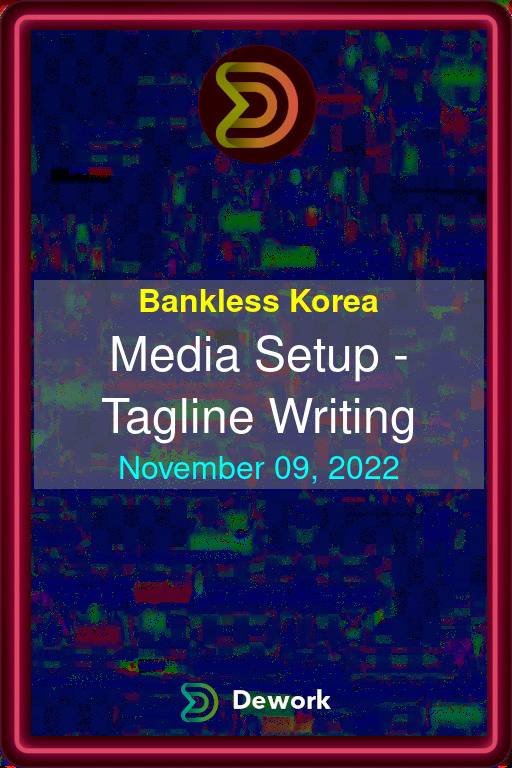 Bankless Korea
Media Setup -
Tagline Writing
November 09, 2022
Dework